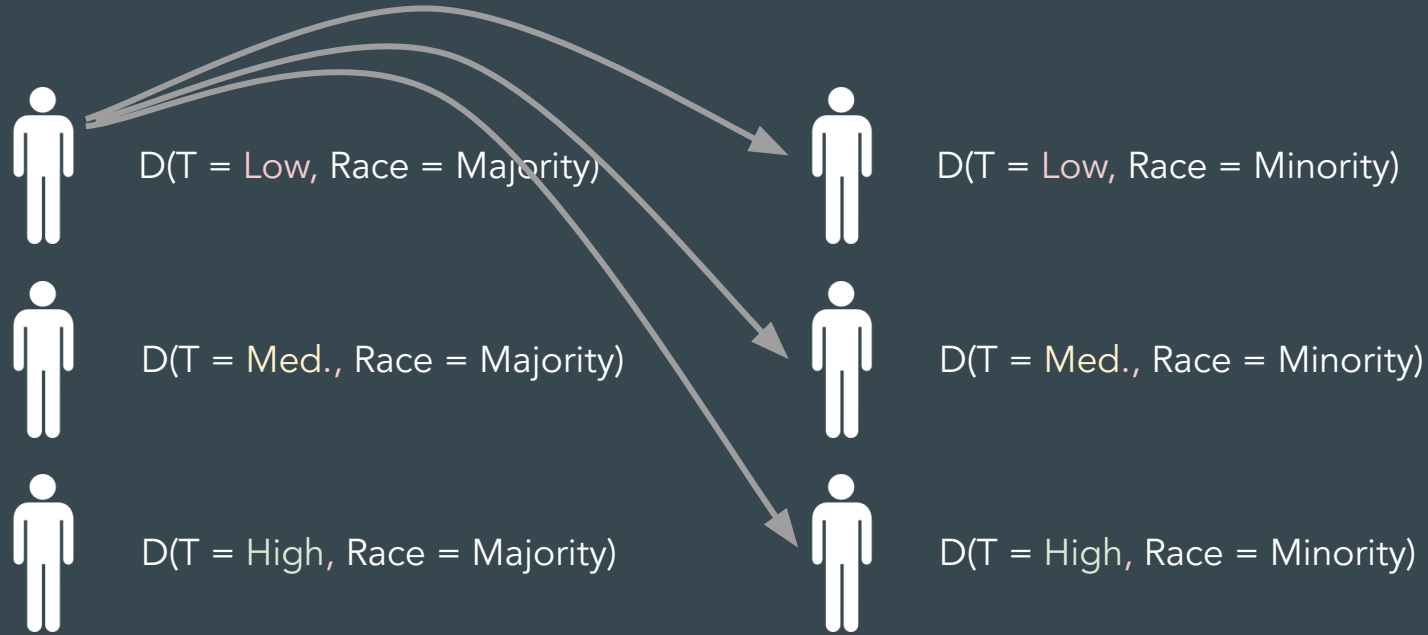 D(T = Low, Race = Majority)
D(T = Low, Race = Minority)
D(T = Med., Race = Majority)
D(T = Med., Race = Minority)
D(T = High, Race = Majority)
D(T = High, Race = Minority)